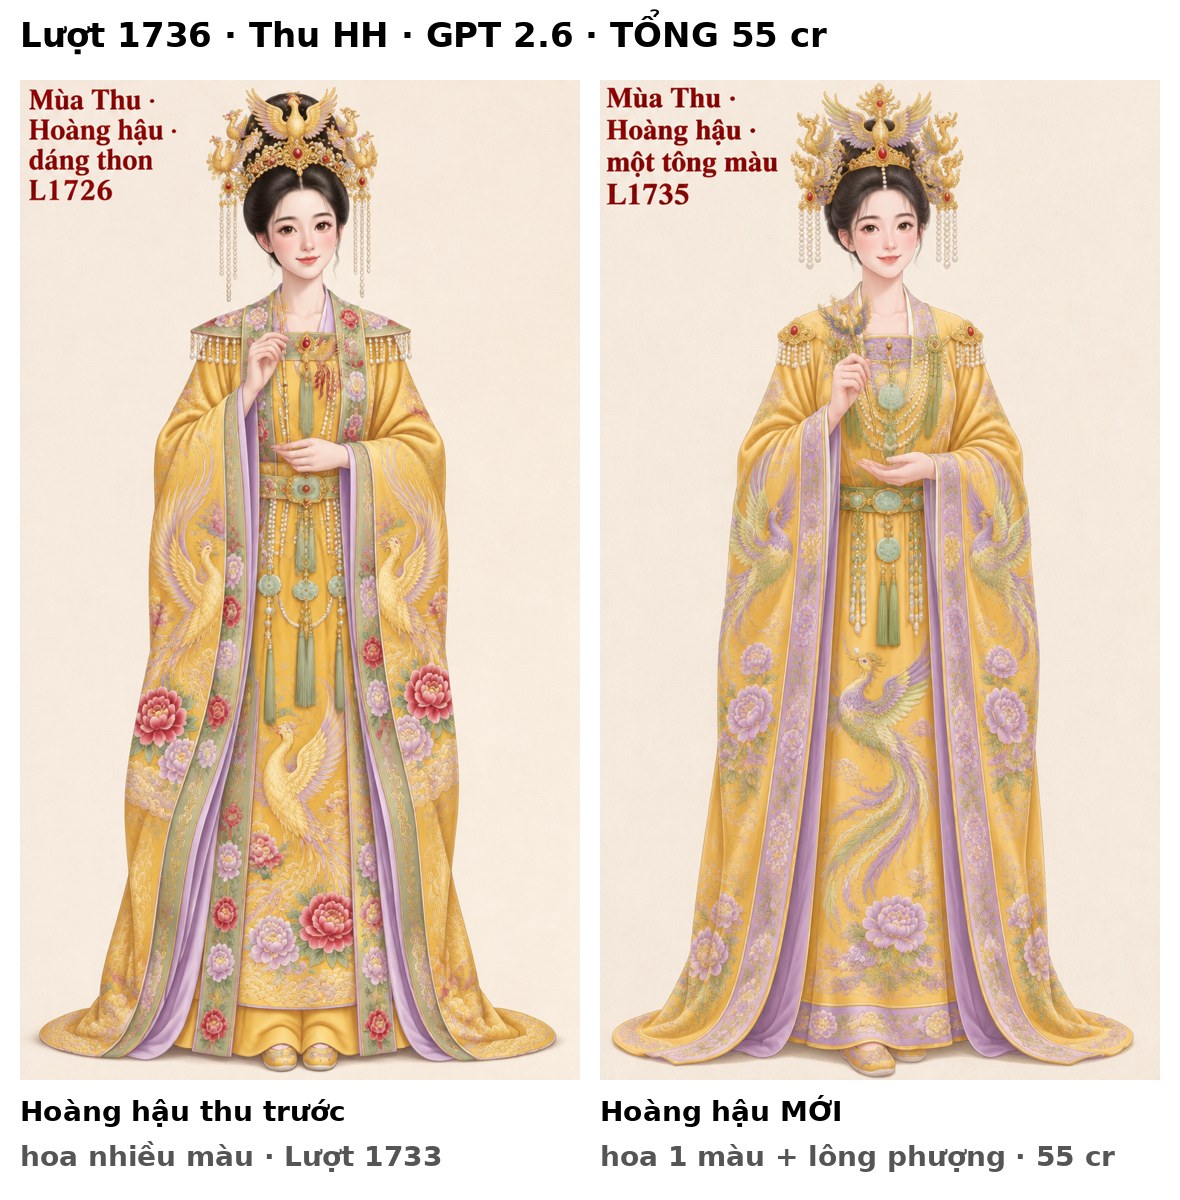 Lượt 1736 · Thu HH · GPT 2.6 · TỔNG 55 cr
Mùa Thu ·
Hoàng hậu ·
dáng thon
L1726
Mùa Thu ·
Hoàng hậu ·
một tông màu
L1735
Hoàng hậu thu trước
hoa nhiều màu · Lượt 1733
Hoàng hậu MỚI
hoa 1 màu + lông phượng · 55 cr